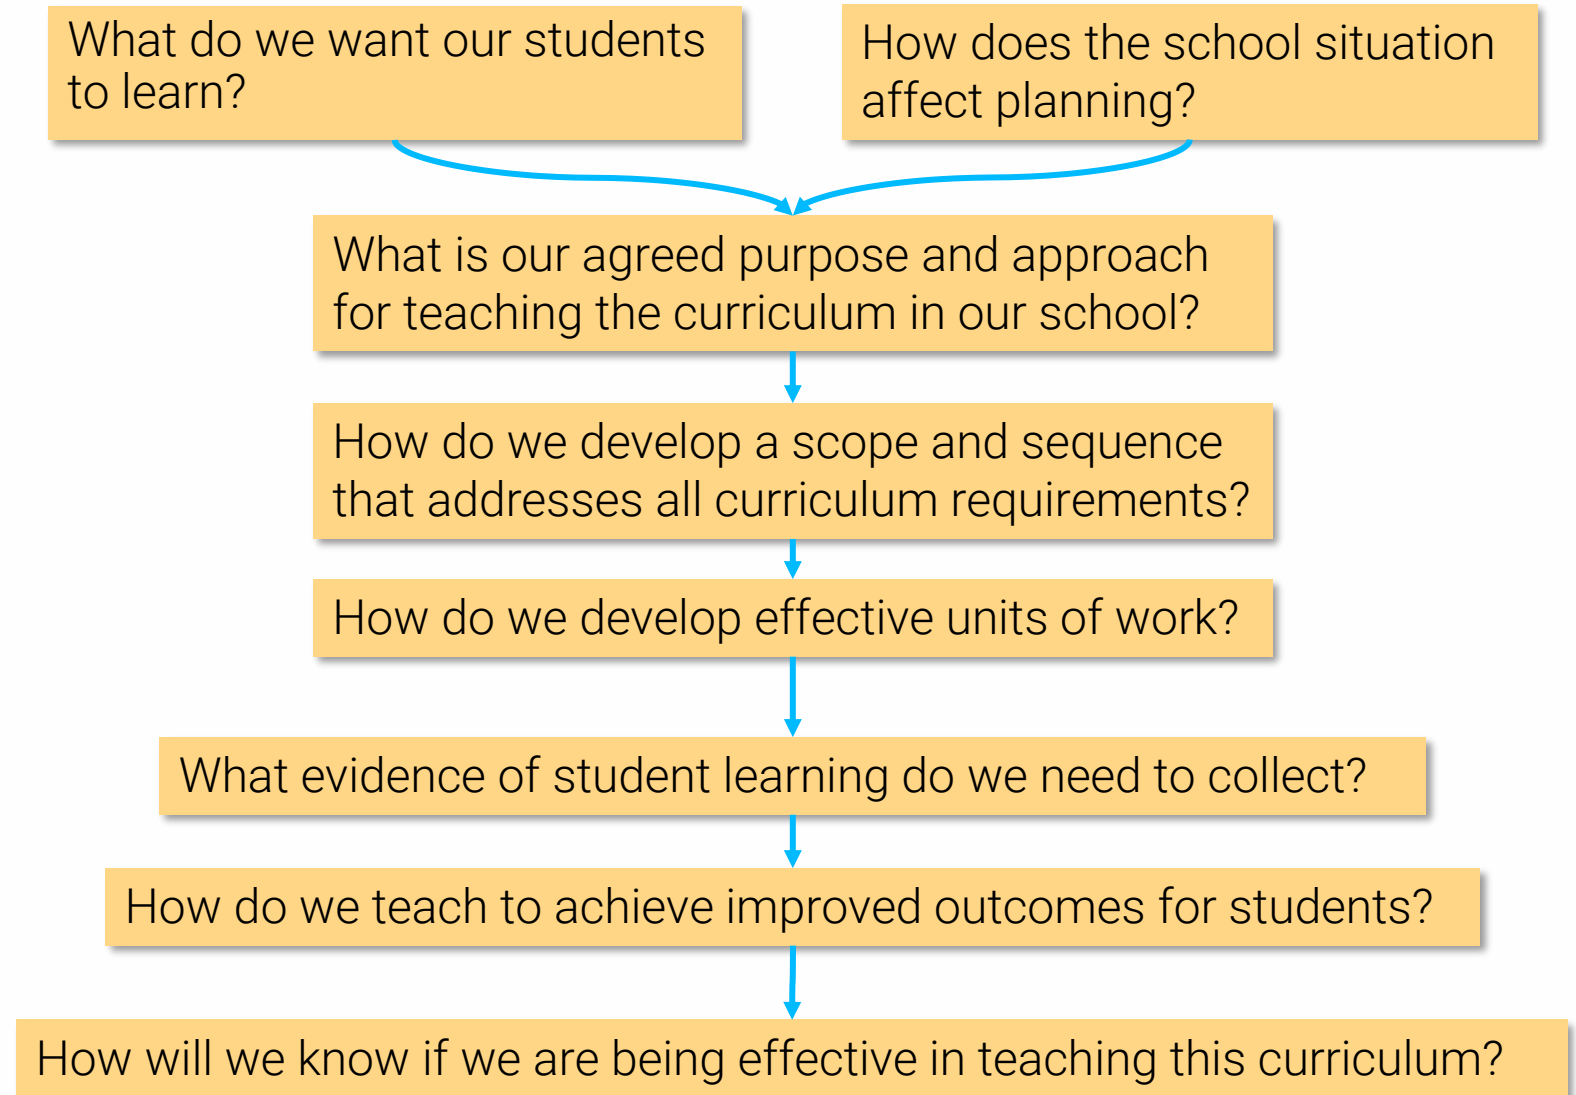 What do we want our students
to learn?
How does the school situation
affect planning?
What is our agreed purpose and approach
for teaching the curriculum in our school?
How do we develop a scope and sequence
that addresses all curriculum requirements?
How do we develop effective units of work?
What evidence of student learning do we need to collect?
How do we teach to achieve improved outcomes for students?
How will we know if we are being effective in teaching this curriculum?